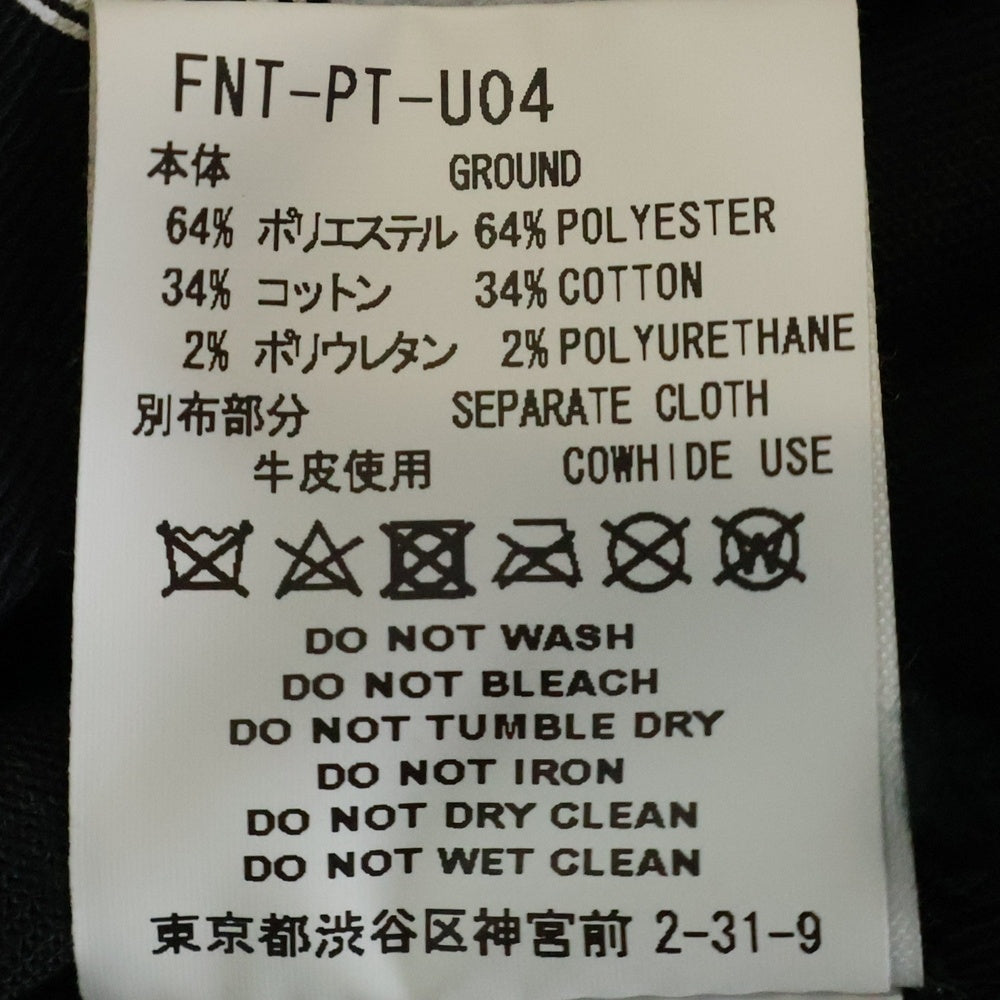 FNT-PT-U04
本体 GROUND
64% ポリエステル 64% POLYESTER
34% コットン 34% COTTON
2% ポリウレタン 2% POLYURETHANE
別布部分 SEPARATE CLOTH
牛皮使用 COWHIDE USE
W
DO NOT WASH
DO NOT BLEACH
DO NOT TUMBLE DRY
DO NOT IRON
DO NOT DRY CLEAN
DO NOT WET CLEAN
東京都渋谷区神宮前 2-31-9